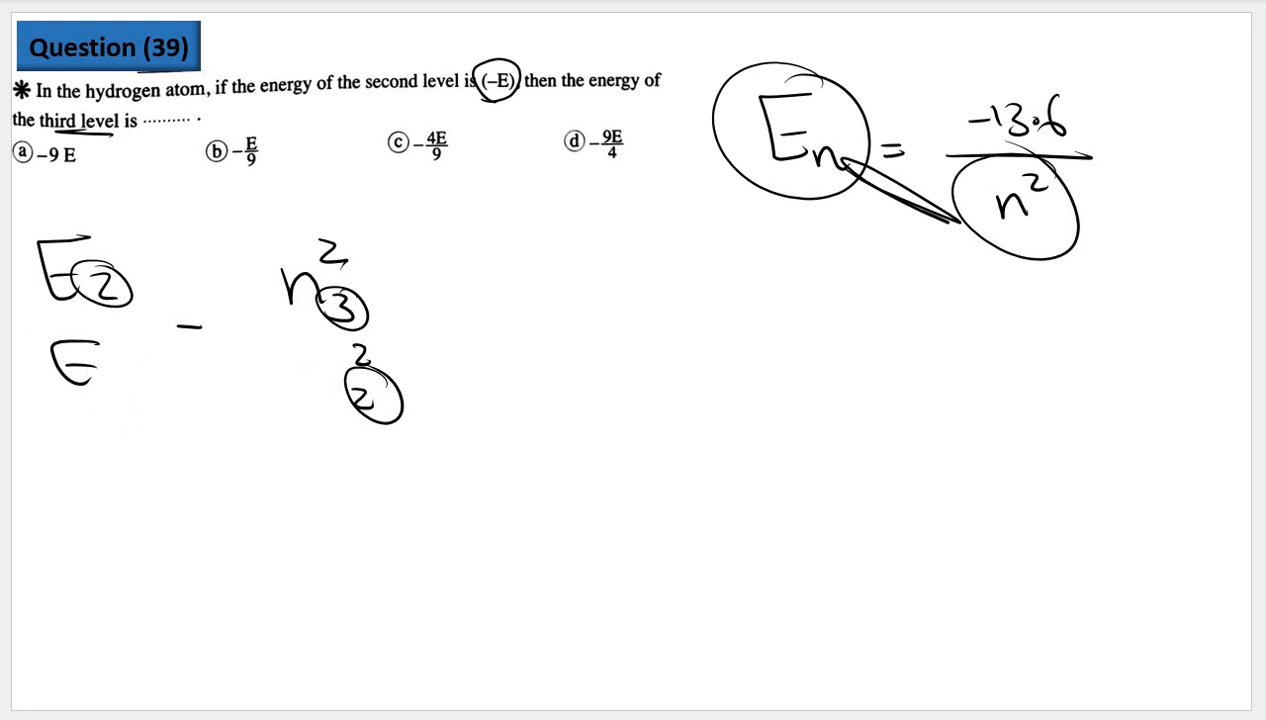 Question (39)
✱ In the hydrogen atom, if the energy of the second level is (–E) then the energy of
the third level is ·········· .
ⓐ –9 E ⓑ –E/9 ⓒ –4E/9 ⓓ –9E/4
Eₙ = –13.6/n²
E₂ n₃²
–
E 2²